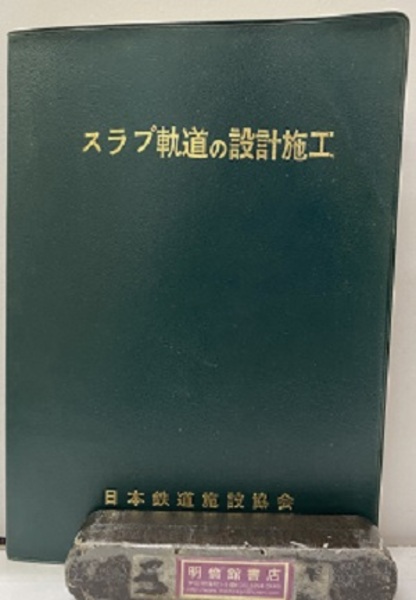 スラブ軌道の設計施工
日本鉄道施設協会
明倫館書店